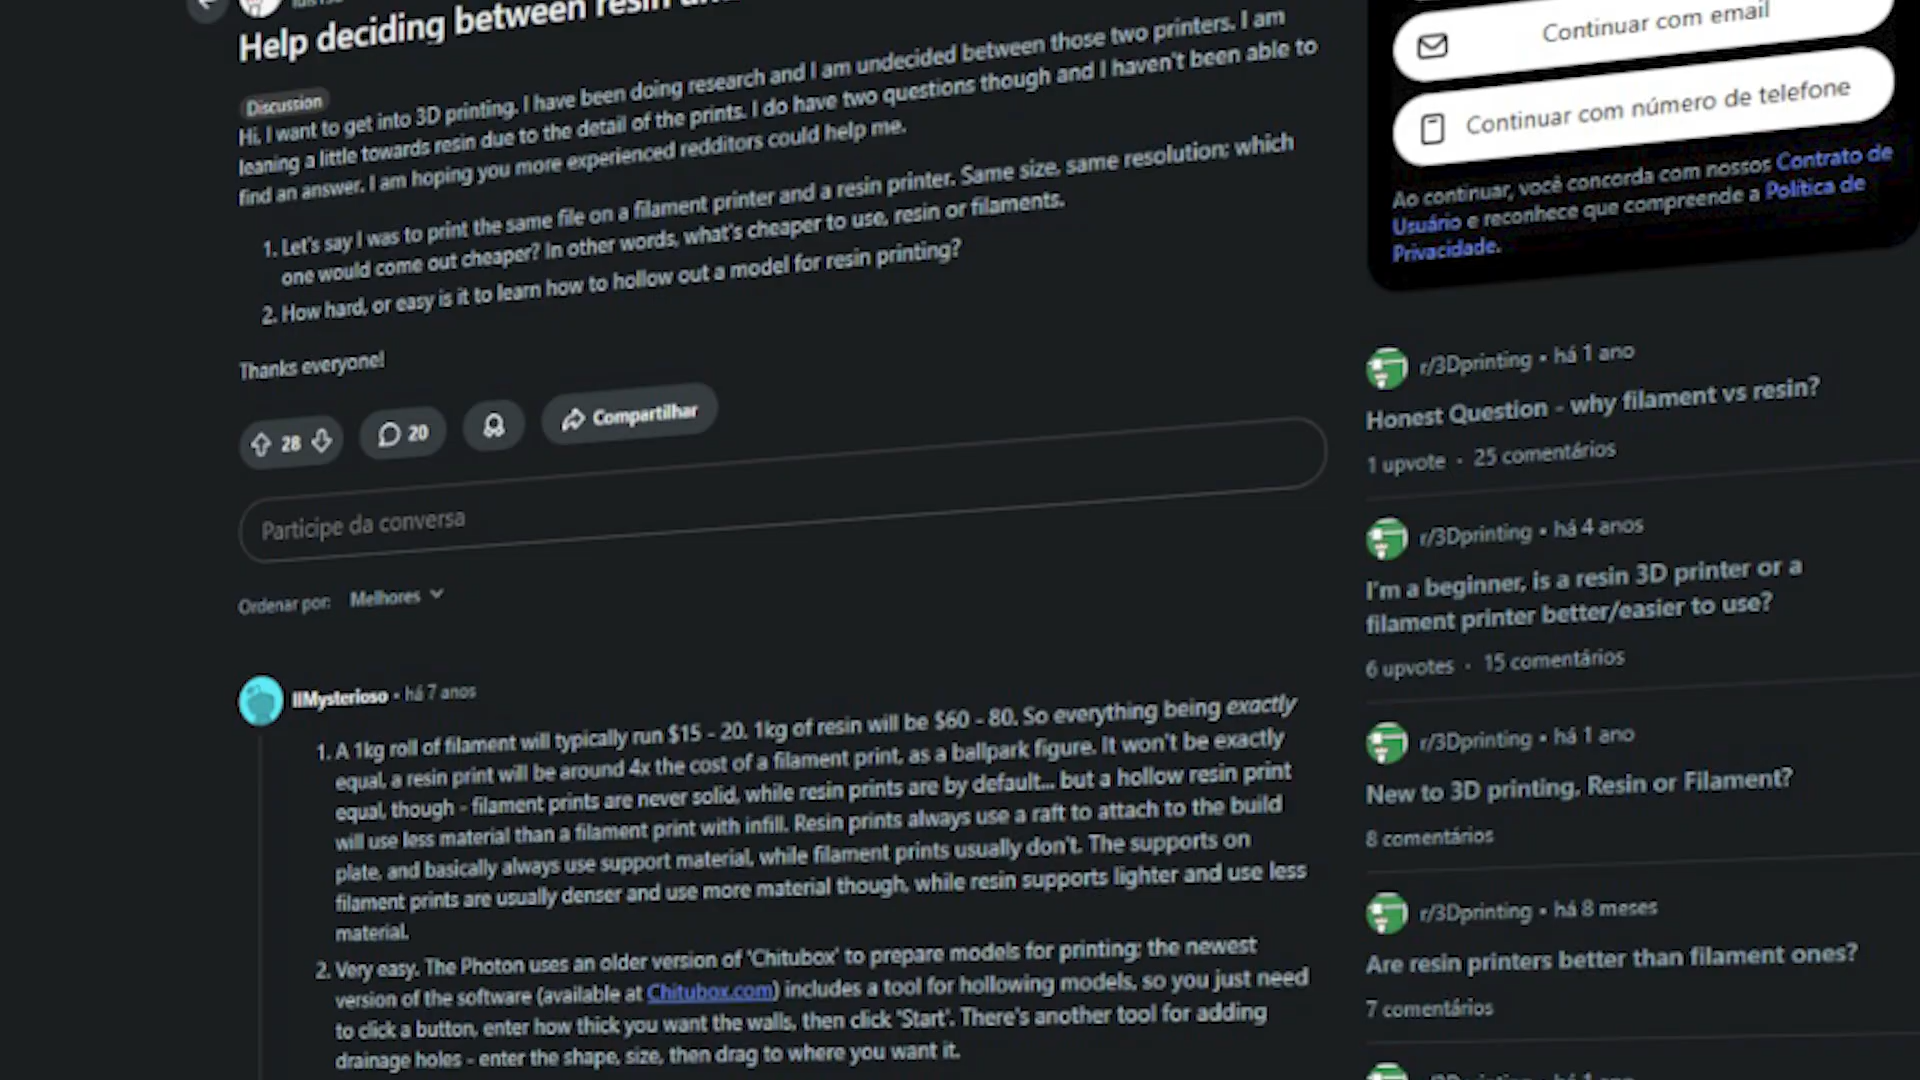 Help deciding between resin
Discussion
Hi, I want to get into 3D printing. I have been doing research and I am undecided between those two printers. I am
leaning a little towards resin due to the detail of the prints. I do have two questions though and I haven't been able to
find an answer. I am hoping you more experienced redditors could help me.
1. Let's say I was to print the same file on a filament printer and a resin printer. Same size, same resolution; which
one would come out cheaper? In other words, what's cheaper to use, resin or filaments.
2. How hard, or easy is it to learn how to hollow out a model for resin printing?
Thanks everyone!
28
20
Compartilhar
Participe da conversa
Ordenar por: Melhores
IIMysterioso • há 7 anos
1. A 1kg roll of filament will typically run $15 - 20. 1kg of resin will be $60 - 80. So everything being exactly
equal, a resin print will be around 4x the cost of a filament print, as a ballpark figure. It won't be exactly
equal, though - filament prints are never solid, while resin prints are by default... but a hollow resin print
will use less material than a filament print with infill. Resin prints always use a raft to attach to the build
plate, and basically always use support material, while filament prints usually don't. The supports on
filament prints are usually denser and use more material though, while resin supports lighter and use less
material.
2. Very easy. The Photon uses an older version of 'Chitubox' to prepare models for printing; the newest
version of the software (available at Chitubox.com) includes a tool for hollowing models, so you just need
to click a button, enter how thick you want the walls, then click 'Start'. There's another tool for adding
drainage holes - enter the shape, size, then drag to where you want it.
Continuar com email
Continuar com número de telefone
Ao continuar, você concorda com nossos Contrato de
Usuário e reconhece que compreende a Política de
Privacidade.
r/3Dprinting • há 1 ano
Honest Question - why filament vs resin?
1 upvote · 25 comentários
r/3Dprinting • há 4 anos
I'm a beginner, is a resin 3D printer or a
filament printer better/easier to use?
6 upvotes · 15 comentários
r/3Dprinting • há 1 ano
New to 3D printing. Resin or Filament?
8 comentários
r/3Dprinting • há 8 meses
Are resin printers better than filament ones?
7 comentários